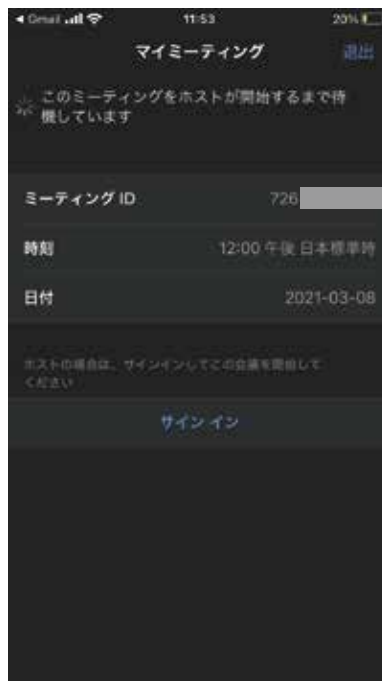 ◀ Gmail 11:53 20%
マイミーティング 退出
このミーティングをホストが開始するまで待
機しています
ミーティング ID 726
時刻 12:00 午後 日本標準時
日付 2021-03-08
ホストの場合は、サインインしてこの会議を開始して
ください
サイン イン